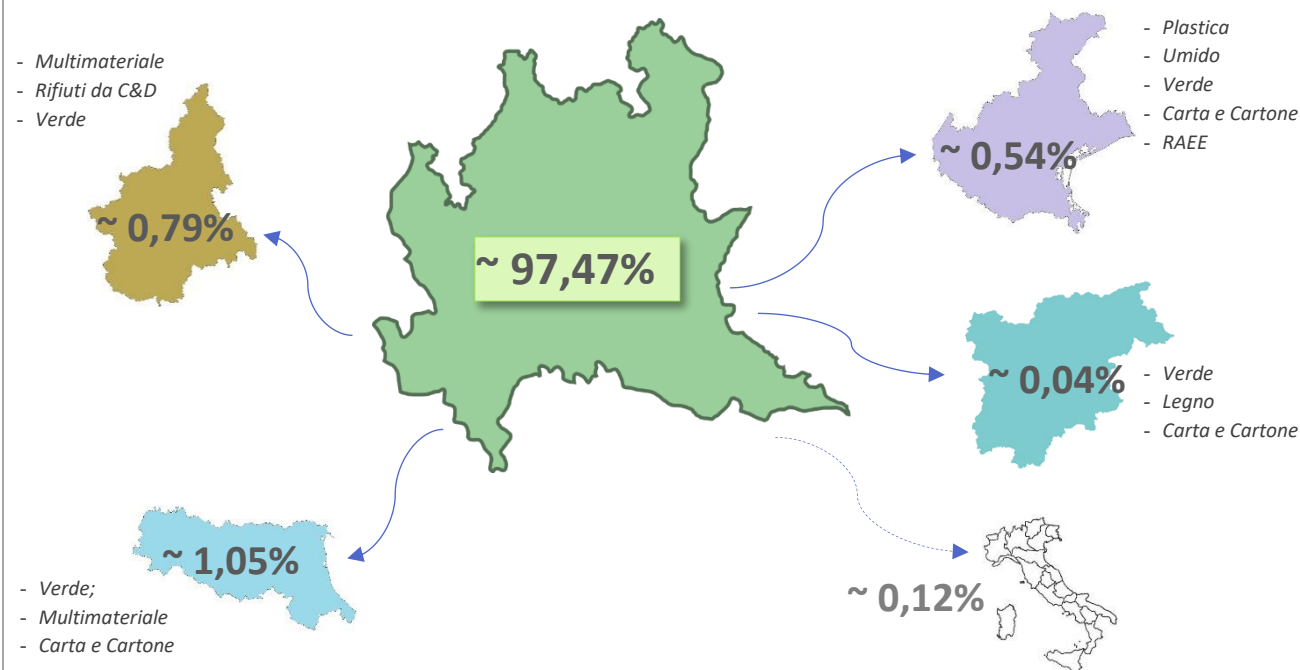 - Multimateriale
- Rifiuti da C&D
- Verde
~ 0,79%
~ 97,47%
- Plastica
- Umido
- Verde
- Carta e Cartone
- RAEE
~ 0,54%
~ 0,04%
- Verde
- Legno
- Carta e Cartone
~ 1,05%
- Verde;
- Multimateriale
- Carta e Cartone
~ 0,12%